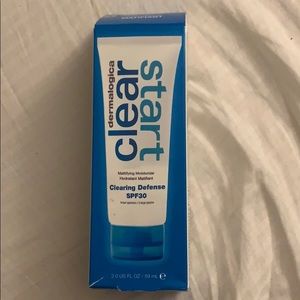 dermalogica
clear
start
Mattifying Moisturizer
Hydratant Matifiant
Clearing Defense
SPF30
2.0 US FL OZ / 59 mL ℮